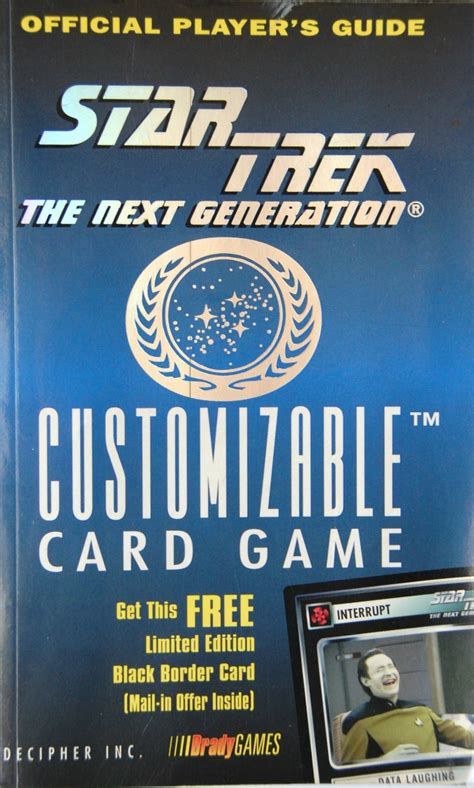 OFFICIAL PLAYER'S GUIDE
STAR TREK
THE NEXT GENERATION®
CUSTOMIZABLE™
CARD GAME
Get This FREE
Limited Edition
Black Border Card
(Mail-in Offer Inside)
DECIPHER INC.
BradyGAMES
INTERRUPT
STAR TREK
THE NEXT GENERATION
DATA LAUGHING